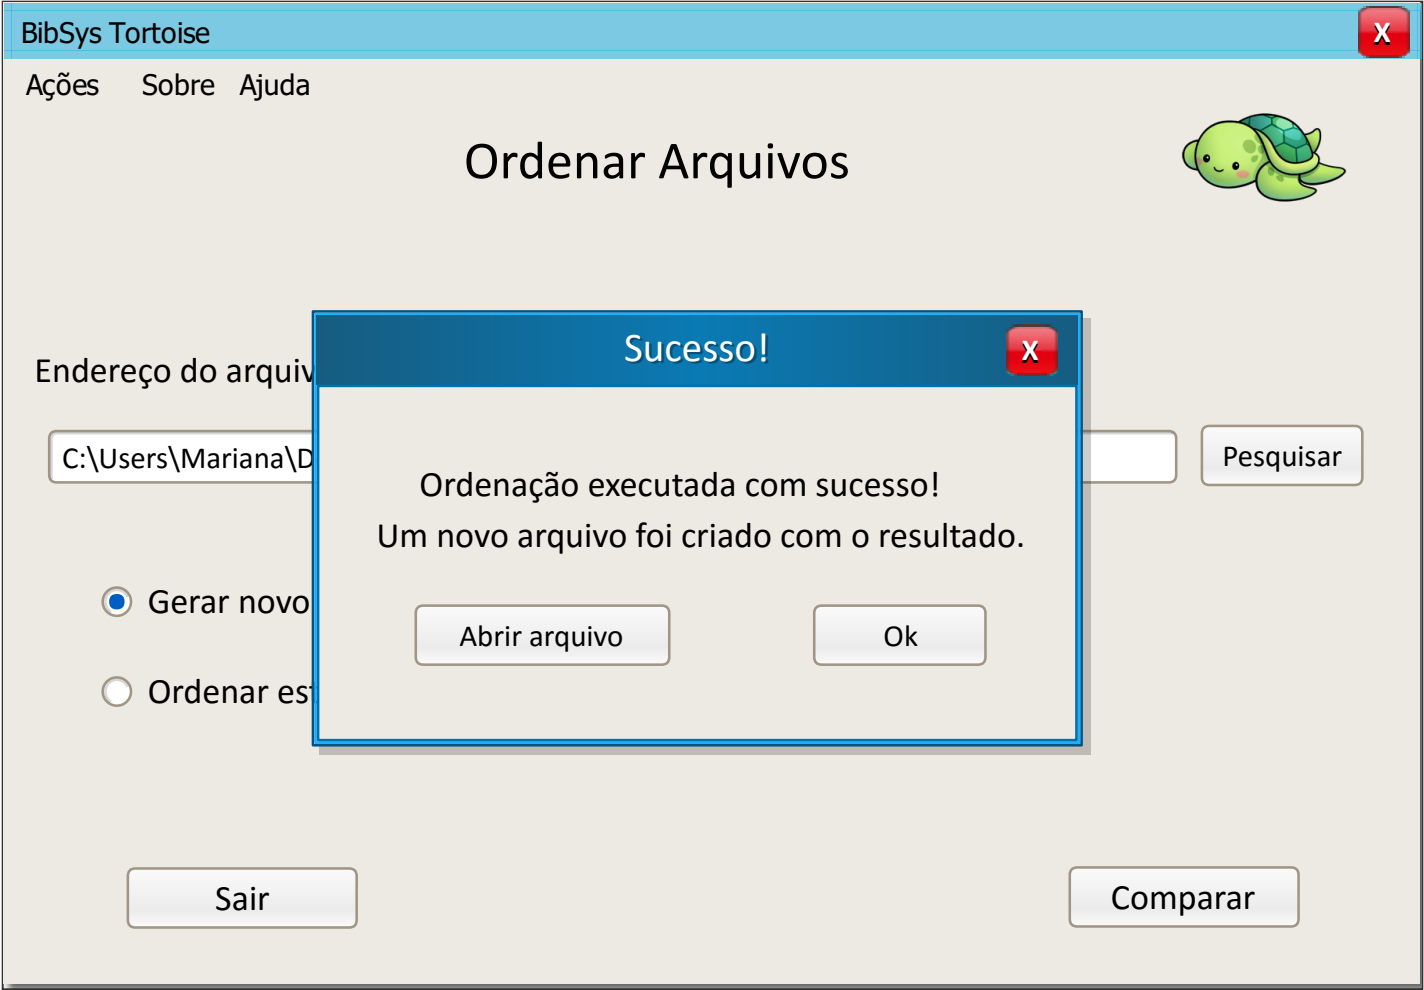 BibSys Tortoise
X
Ações Sobre Ajuda
Ordenar Arquivos
Sucesso!
X
Endereço do arquiv
C:\Users\Mariana\D
Pesquisar
Ordenação executada com sucesso!
Um novo arquivo foi criado com o resultado.
Gerar novo
Abrir arquivo
Ok
Ordenar est
Sair
Comparar